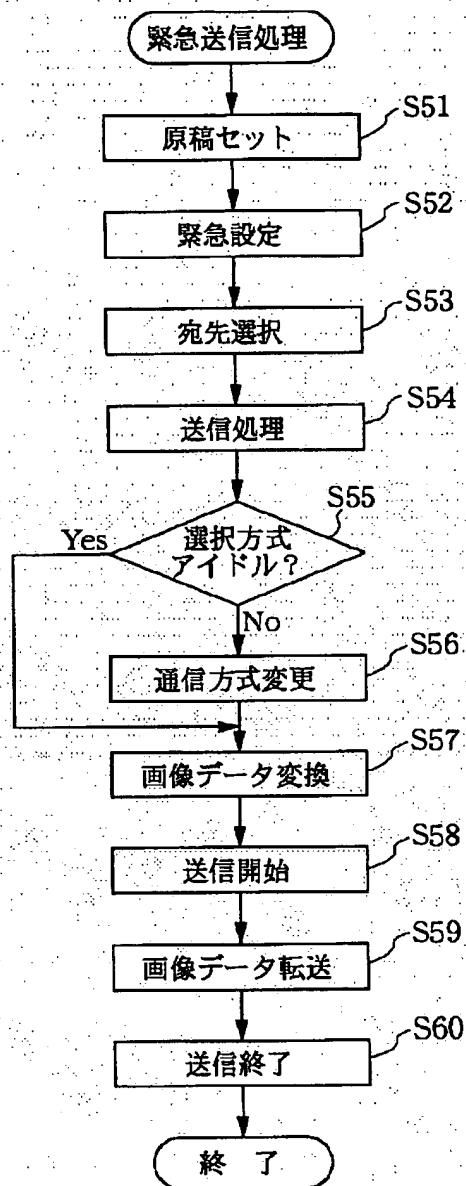 緊急送信処理
S51
原稿セット
S52
緊急設定
S53
宛先選択
S54
送信処理
S55
Yes
選択方式
アイドル？
No
S56
通信方式変更
S57
画像データ変換
S58
送信開始
S59
画像データ転送
S60
送信終了
終 了